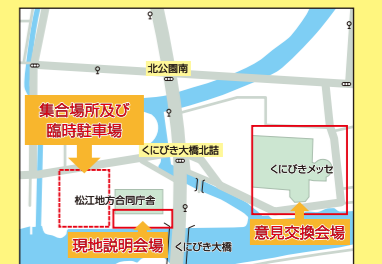 北公園南
集合場所及び
臨時駐車場
くにびき大橋北詰
くにびきメッセ
松江地方合同庁舎
現地説明会場
くにびき大橋
意見交換会場